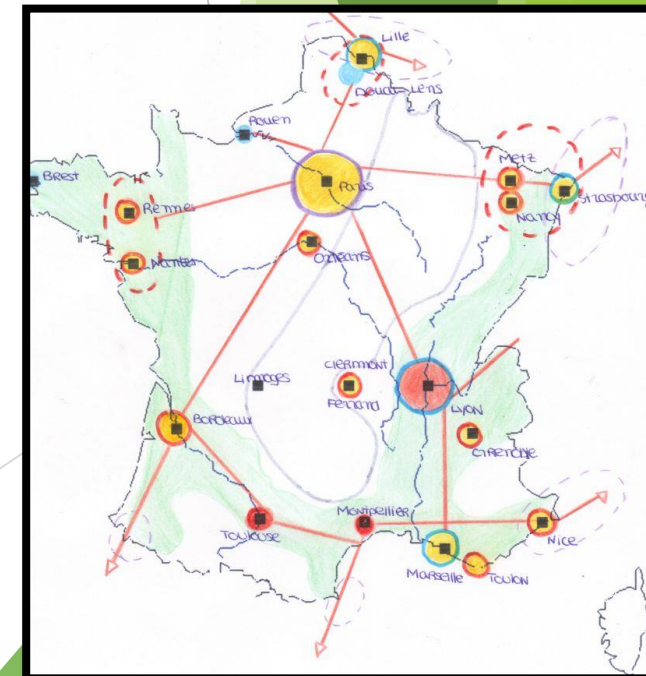 Lille
Douai-Lens
Rouen
Paris
Metz
Strasbourg
Nancy
Brest
Rennes
Nantes
Orléans
Limoges
Clermont
Ferrand
Lyon
Bordeaux
Grenoble
Toulouse
Montpellier
Nice
Marseille
Toulon